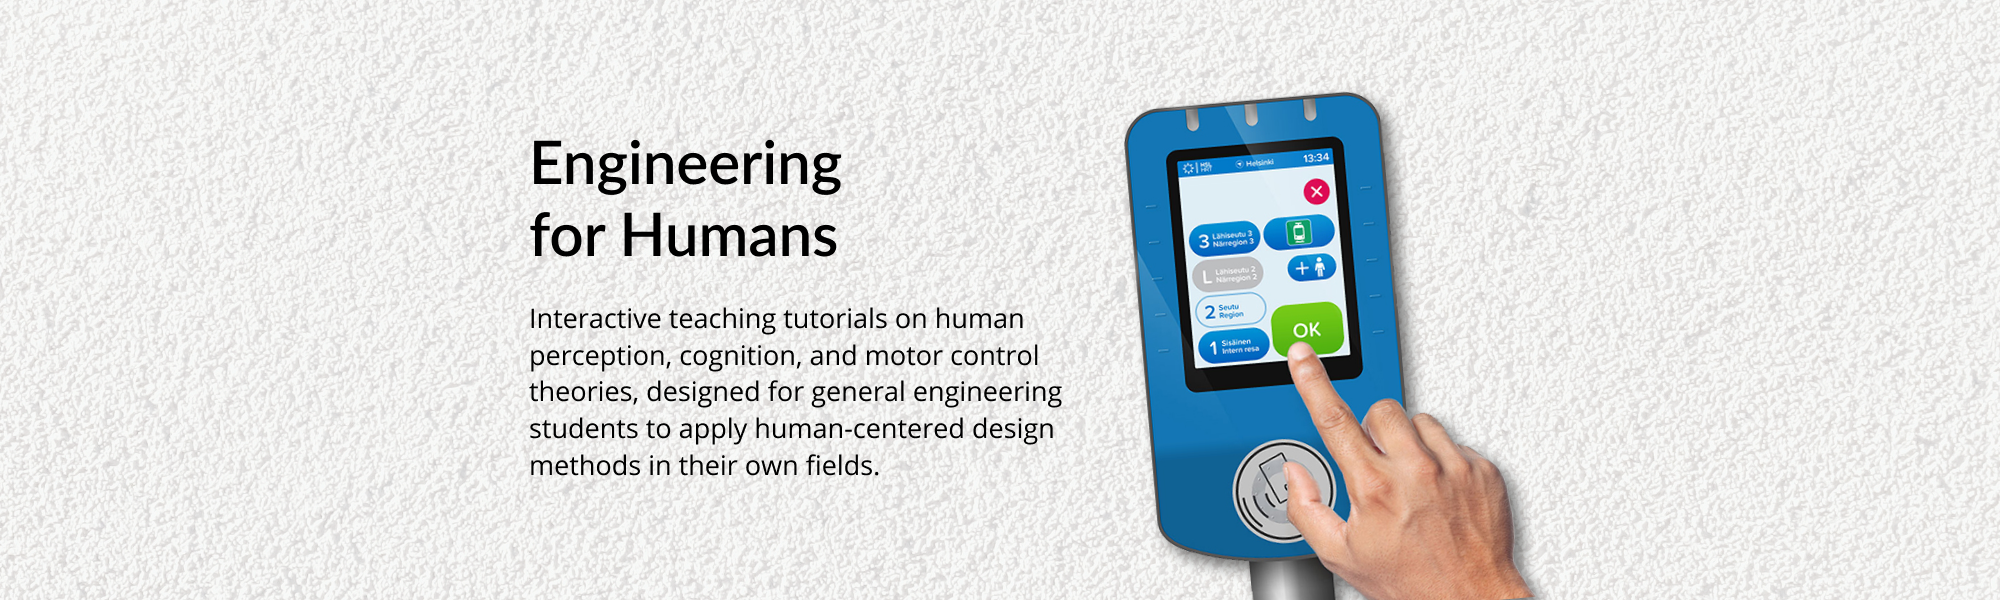 Engineering
for Humans
Interactive teaching tutorials on human
perception, cognition, and motor control
theories, designed for general engineering
students to apply human-centered design
methods in their own fields.
HSL
HRT
Helsinki
13:34
3 Lähiseutu 3
Närregion 3
L Lähiseutu 2
Närregion 2
2 Seutu
Region
1 Sisäinen
Intern resa
OK